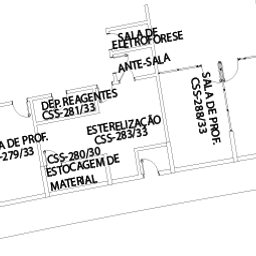 SALA DE
ELETROFORESE
ANTE-SALA
DEP. REAGENTES
CSS-281/33
ESTERELIZAÇÃO
CSS-283/33
SALA DE PROF.
CSS-288/33
A DE PROF.
-279/33
CSS-280/30
ESTOCAGEM DE
MATERIAL